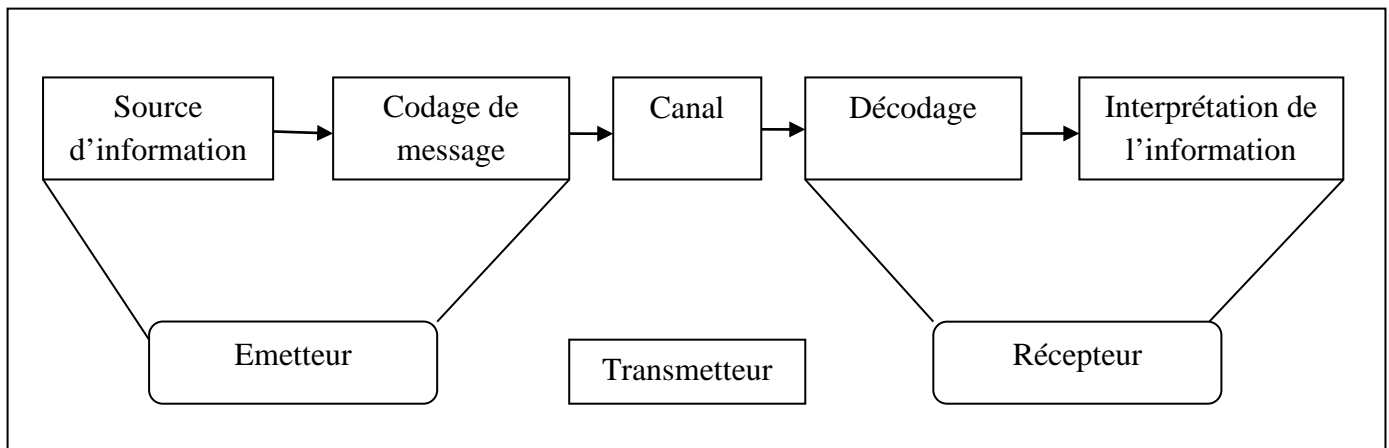 Source
d’information
Codage de
message
Canal
Décodage
Interprétation de
l’information
Emetteur
Transmetteur
Récepteur